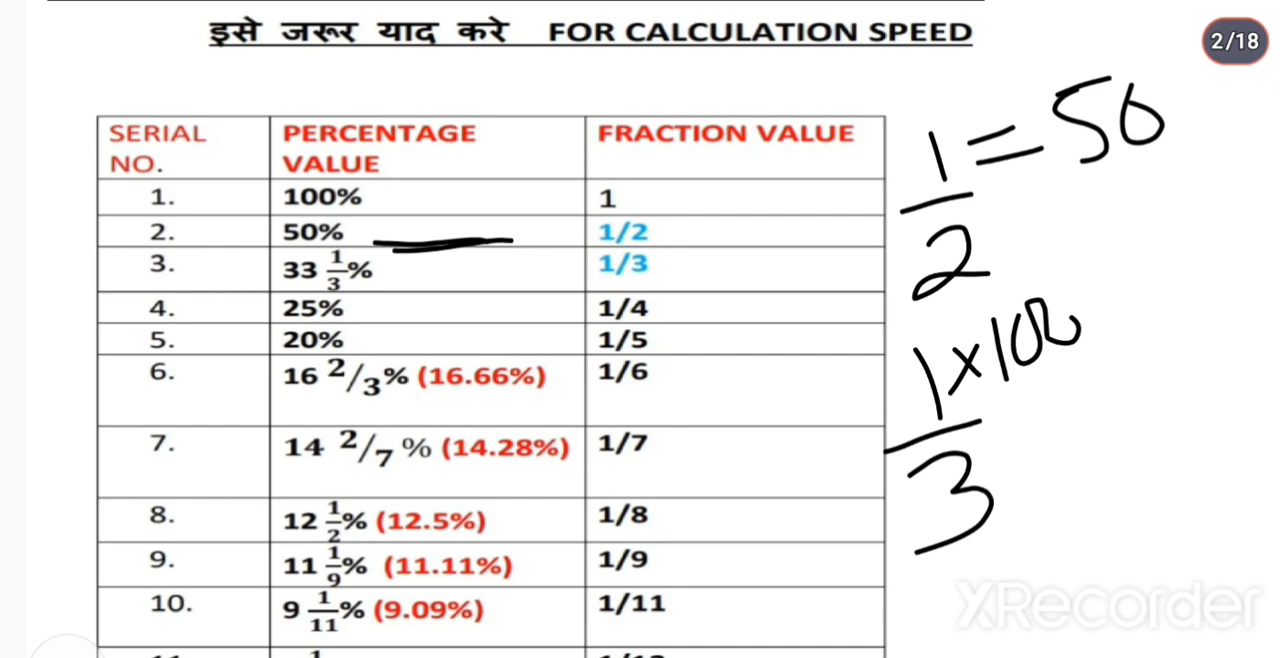 इसे जरूर याद करे FOR CALCULATION SPEED
2/18
SERIAL NO. PERCENTAGE VALUE FRACTION VALUE
1. 100% 1
2. 50% 1/2
3. 33 1/3% 1/3
4. 25% 1/4
5. 20% 1/5
6. 16 2/3% (16.66%) 1/6
7. 14 2/7 % (14.28%) 1/7
8. 12 1/2% (12.5%) 1/8
9. 11 1/9% (11.11%) 1/9
10. 9 1/11% (9.09%) 1/11
1/2 = 50
1×100/3
XRecorder